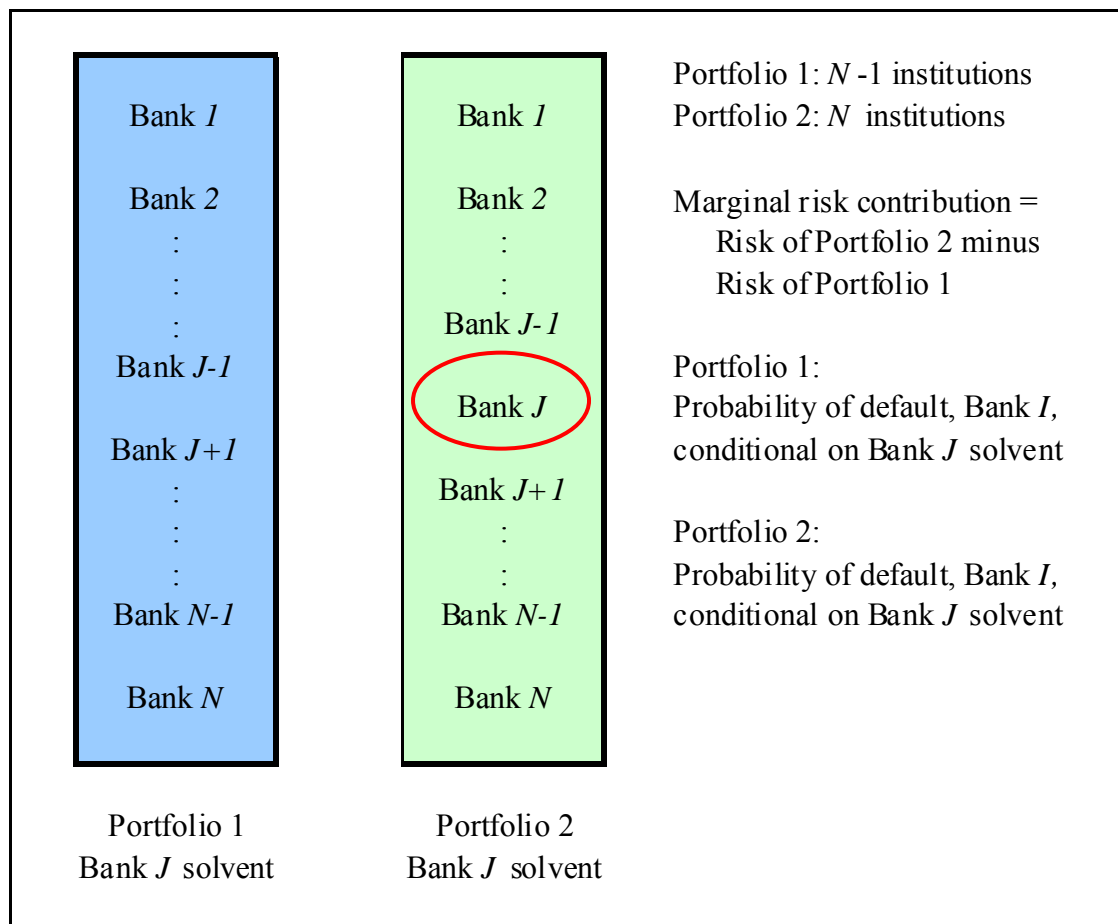 Bank 1
Bank 2
:
:
:
Bank J-1
Bank J+1
:
:
:
Bank N-1
Bank N
Portfolio 1
Bank J solvent
Bank 1
Bank 2
:
:
Bank J-1
Bank J
Bank J+1
:
:
Bank N-1
Bank N
Portfolio 2
Bank J solvent
Portfolio 1: N -1 institutions
Portfolio 2: N institutions
Marginal risk contribution =
Risk of Portfolio 2 minus
Risk of Portfolio 1
Portfolio 1:
Probability of default, Bank I,
conditional on Bank J solvent
Portfolio 2:
Probability of default, Bank I,
conditional on Bank J solvent